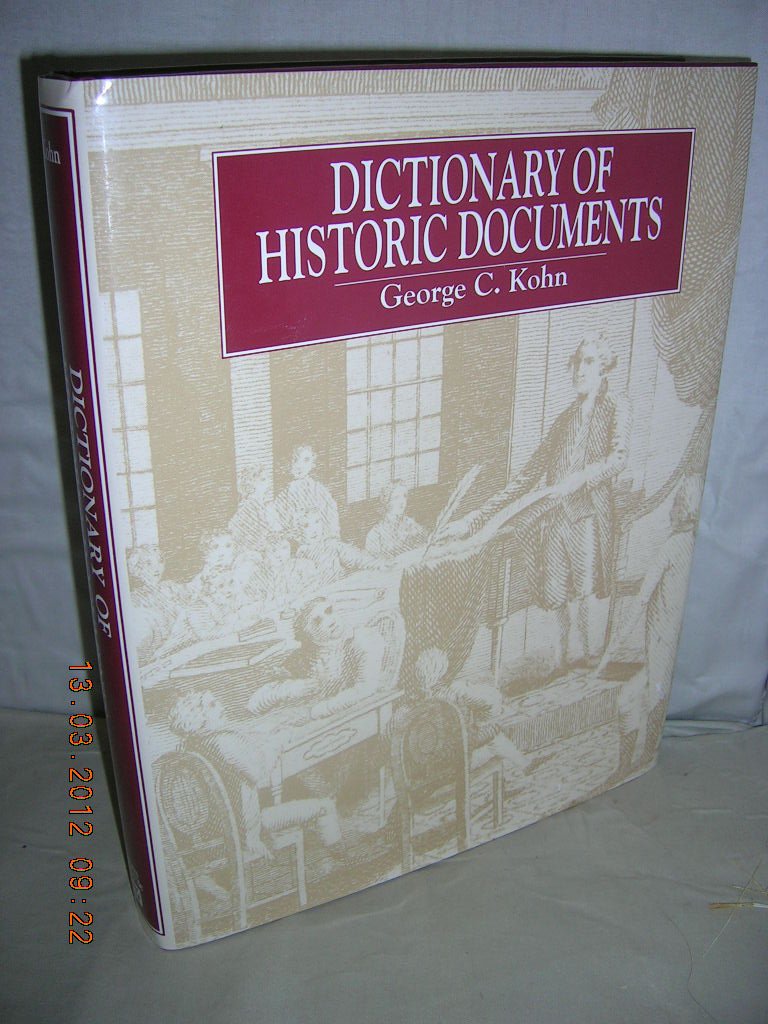 DICTIONARY OF
HISTORIC DOCUMENTS
George C. Kohn
DICTIONARY OF
13.03.2012 09:22